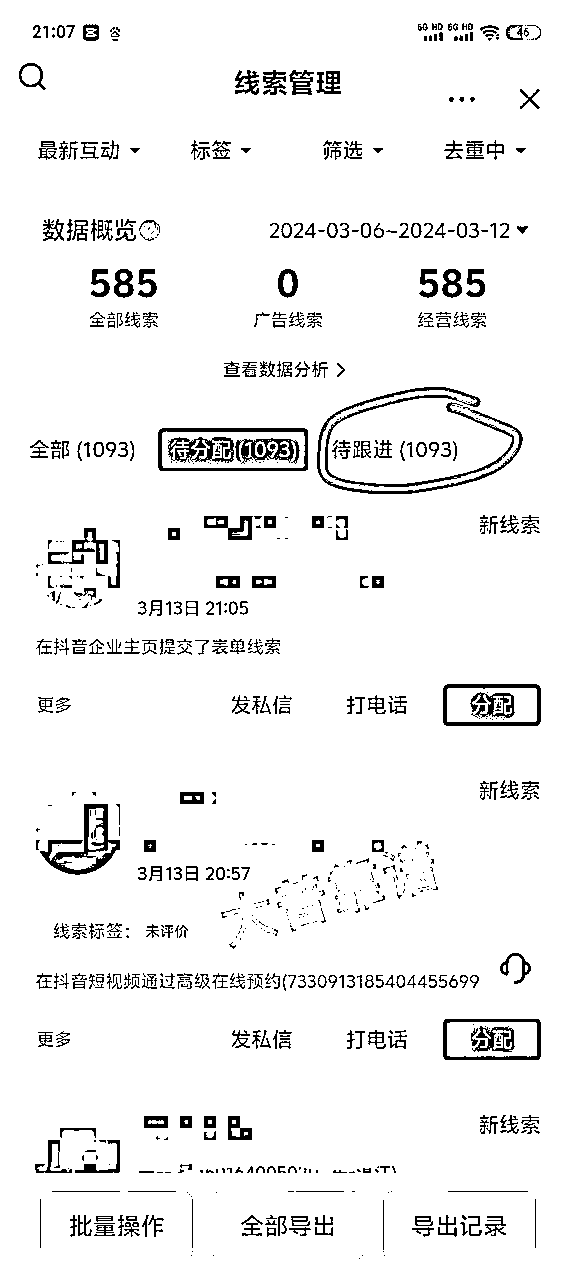 21:07 6G HD 6G HD 46
线索管理
最新互动 标签 筛选 去重中
数据概览 2024-03-06~2024-03-12
585 0 585
全部线索 广告线索 经营线索
查看数据分析
全部 (1093) 待分配 (1093) 待跟进 (1093)
新线索
3月13日 21:05
在抖音企业主页提交了表单线索
更多 发私信 打电话 分配
新线索
3月13日 20:57
线索标签： 未评价
在抖音短视频通过高级在线预约(7330913185404455699
更多 发私信 打电话 分配
新线索
批量操作 全部导出 导出记录